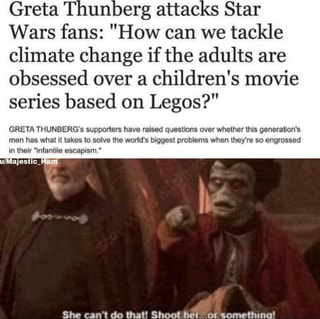 Greta Thunberg attacks Star
Wars fans: "How can we tackle
climate change if the adults are
obsessed over a children's movie
series based on Legos?"
GRETA THUNBERG's supporters have raised questions over whether this generation's
men has what it takes to solve the world's biggest problems when they're so engrossed
in their "infantile escapism."
u/Majestic_Ham
She can't do that! Shoot her...or something!